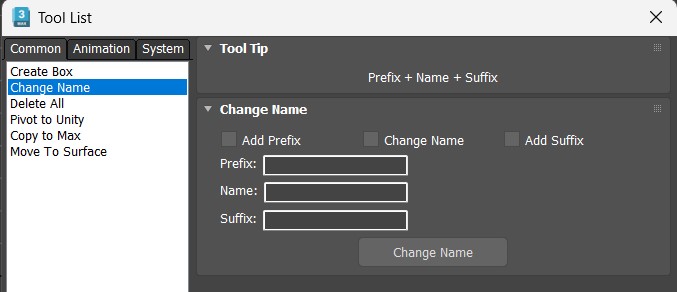 3
MAX
Tool List
Common
Animation
System
Create Box
Change Name
Delete All
Pivot to Unity
Copy to Max
Move To Surface
Tool Tip
Prefix + Name + Suffix
Change Name
Add Prefix
Change Name
Add Suffix
Prefix:
Name:
Suffix:
Change Name